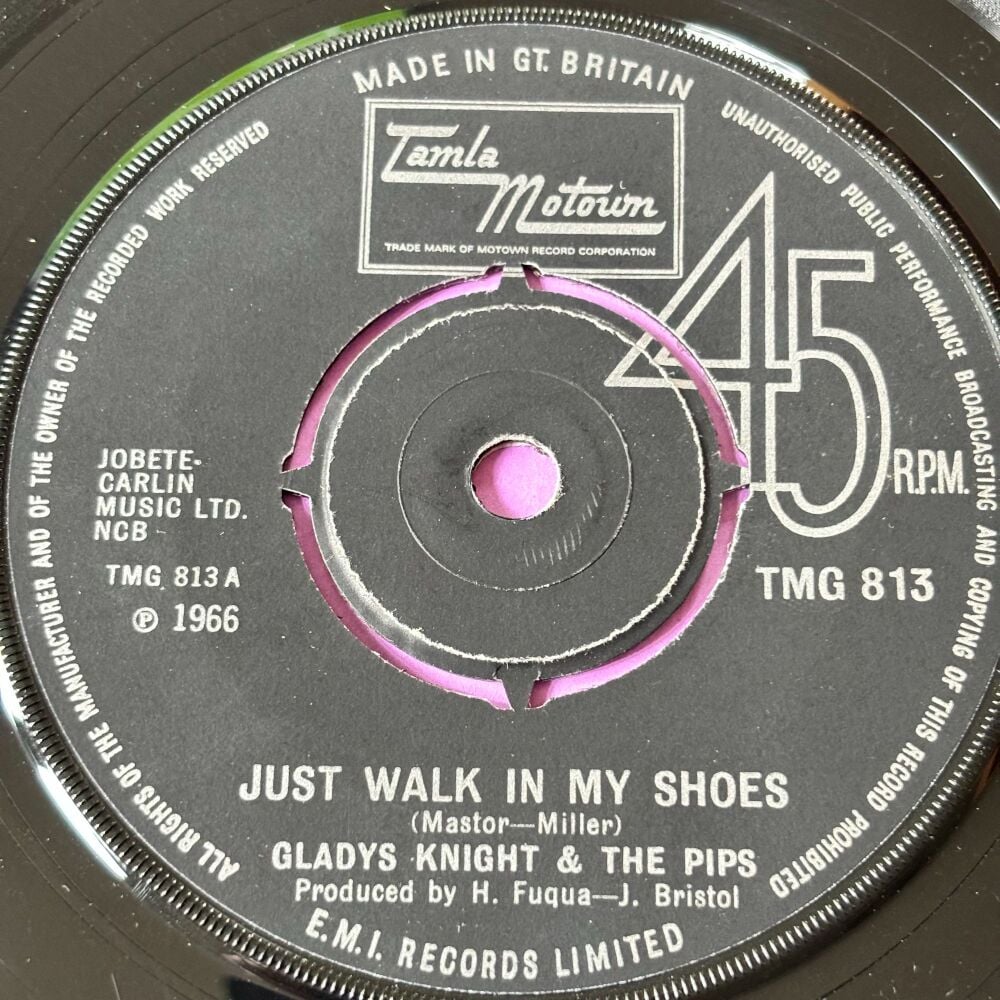 MADE IN GT. BRITAIN
UNAUTHORISED PUBLIC PERFORMANCE BROADCASTING AND COPYING OF THIS RECORD PROHIBITED
ALL RIGHTS OF THE MANUFACTURER AND OF THE OWNER OF THE RECORDED WORK RESERVED
Tamla
Motown
TRADE MARK OF MOTOWN RECORD CORPORATION
45
R.P.M.
JOBETE-
CARLIN
MUSIC LTD.
NCB
TMG 813 A
℗ 1966
TMG 813
JUST WALK IN MY SHOES
(Mastor—Miller)
GLADYS KNIGHT & THE PIPS
Produced by H. Fuqua—J. Bristol
E.M.I. RECORDS LIMITED